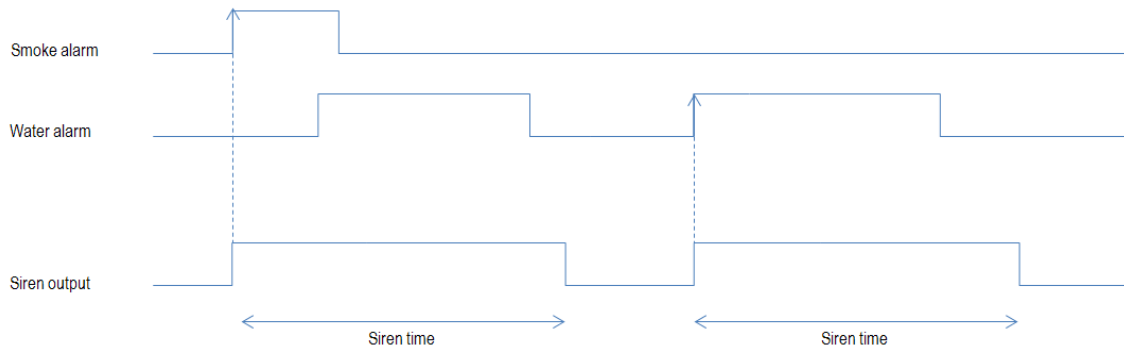 Smoke alarm
Water alarm
Siren output
Siren time
Siren time